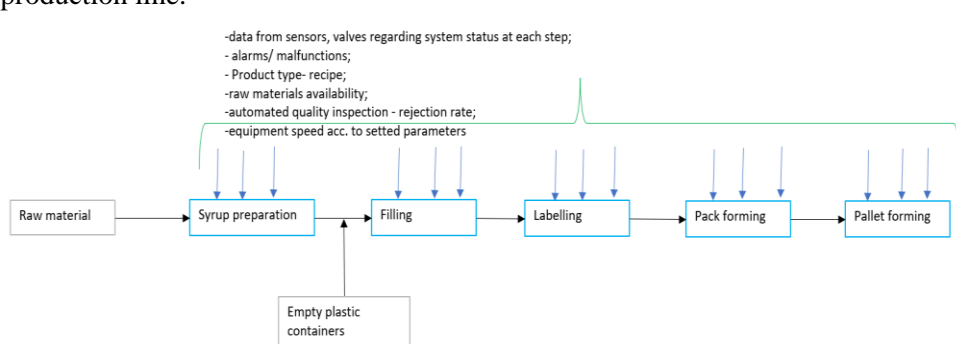 production line.
-data from sensors, valves regarding system status at each step;
- alarms/ malfunctions;
- Product type- recipe;
-raw materials availability;
-automated quality inspection - rejection rate;
-equipment speed acc. to setted parameters
Raw material
Syrup preparation
Filling
Labelling
Pack forming
Pallet forming
Empty plastic
containers